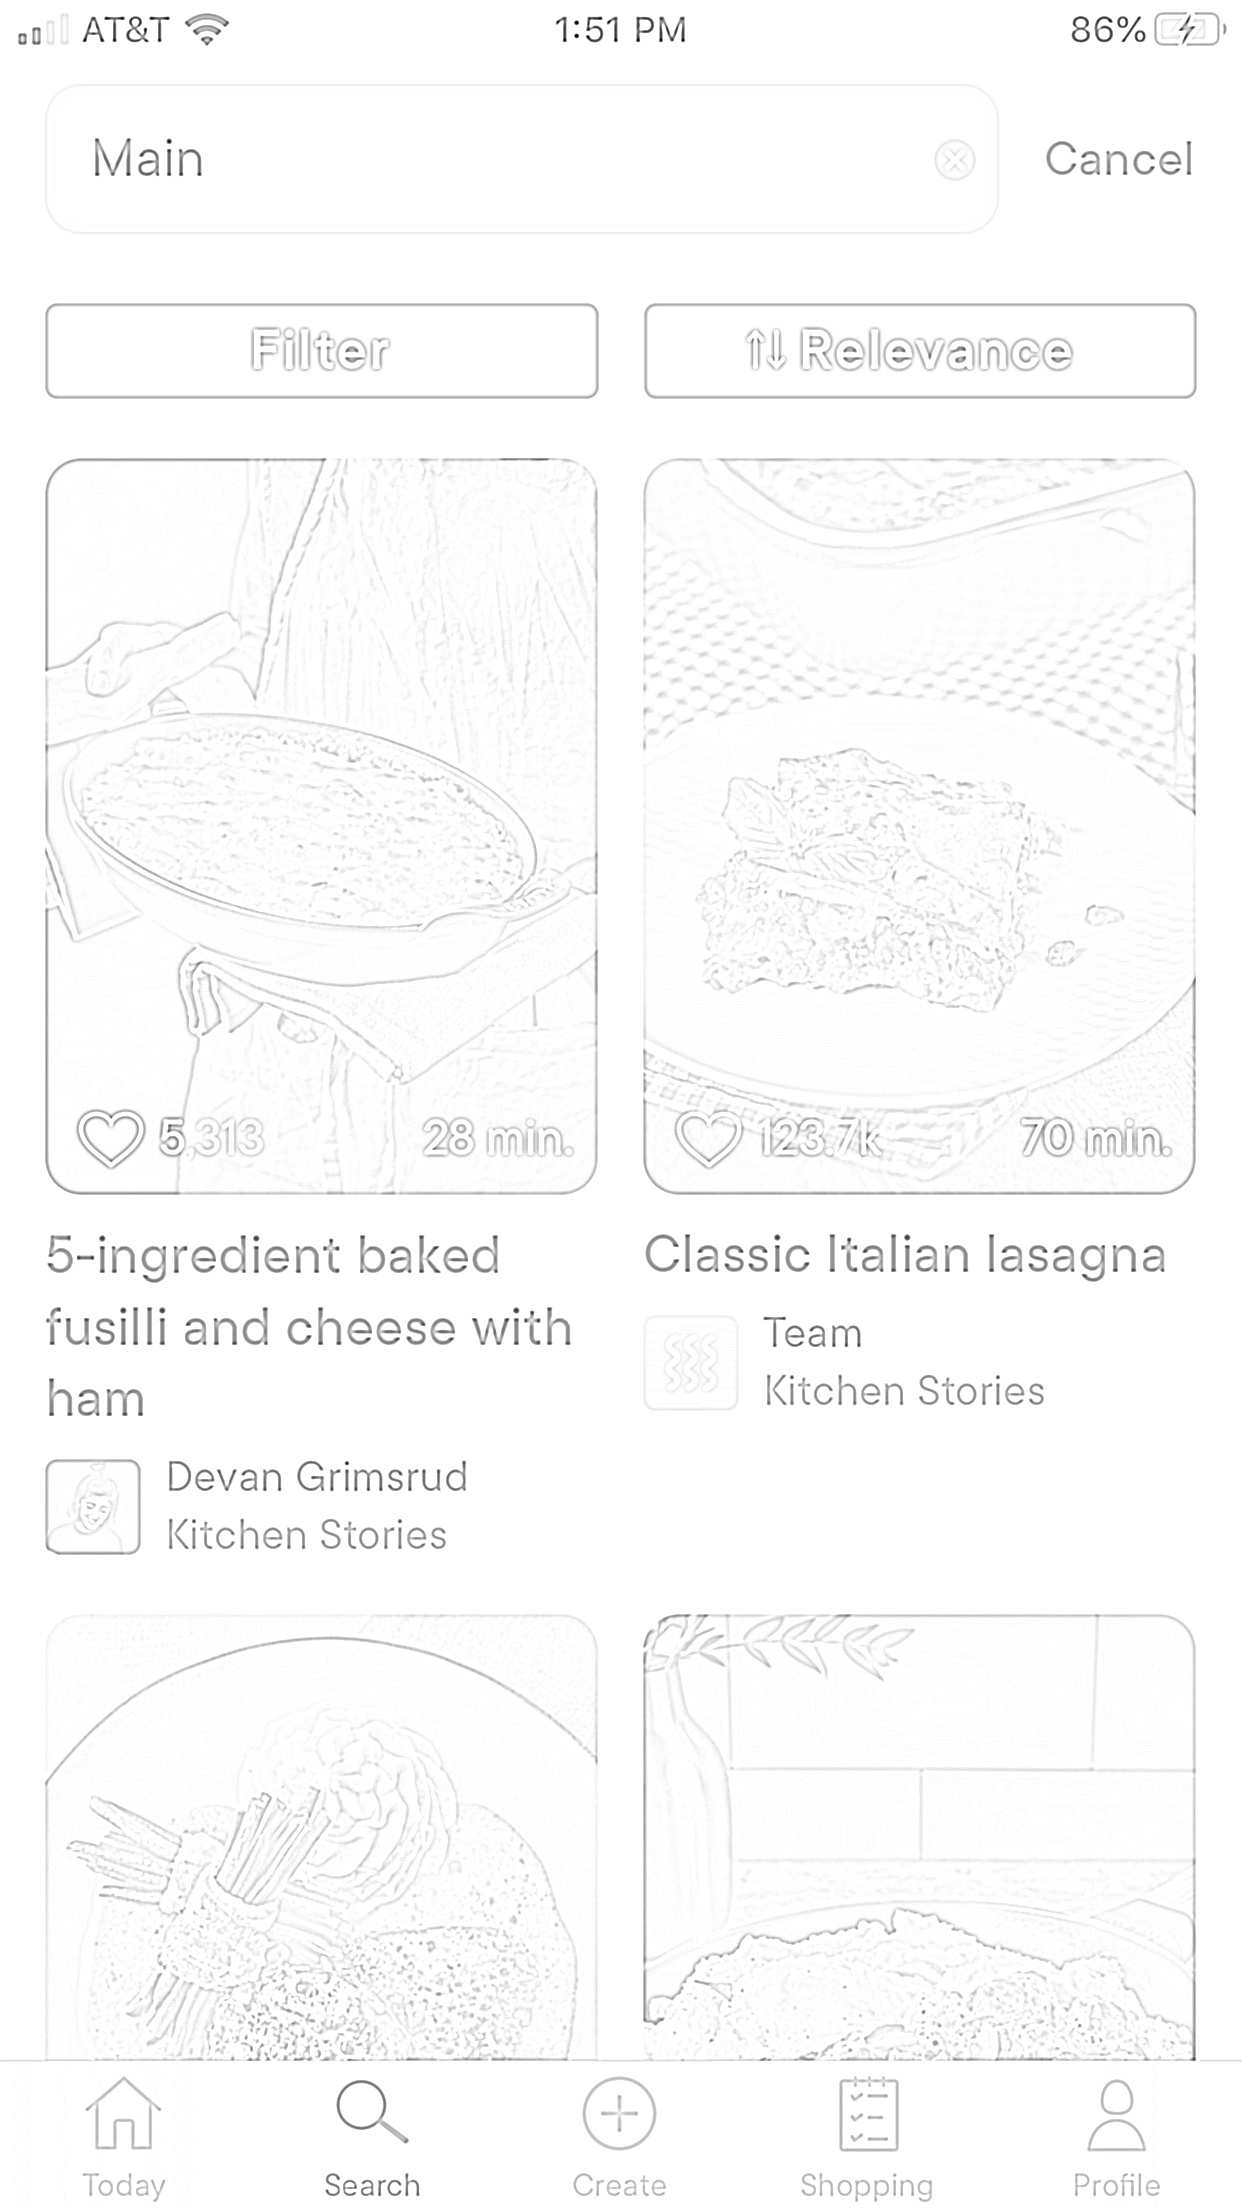 AT&T 1:51 PM 86%
Main Cancel
Filter ↑↓ Relevance
5,313 28 min. 123.7k 70 min.
5-ingredient baked
fusilli and cheese with
ham
Devan Grimsrud
Kitchen Stories
Classic Italian lasagna
Team
Kitchen Stories
Today Search Create Shopping Profile